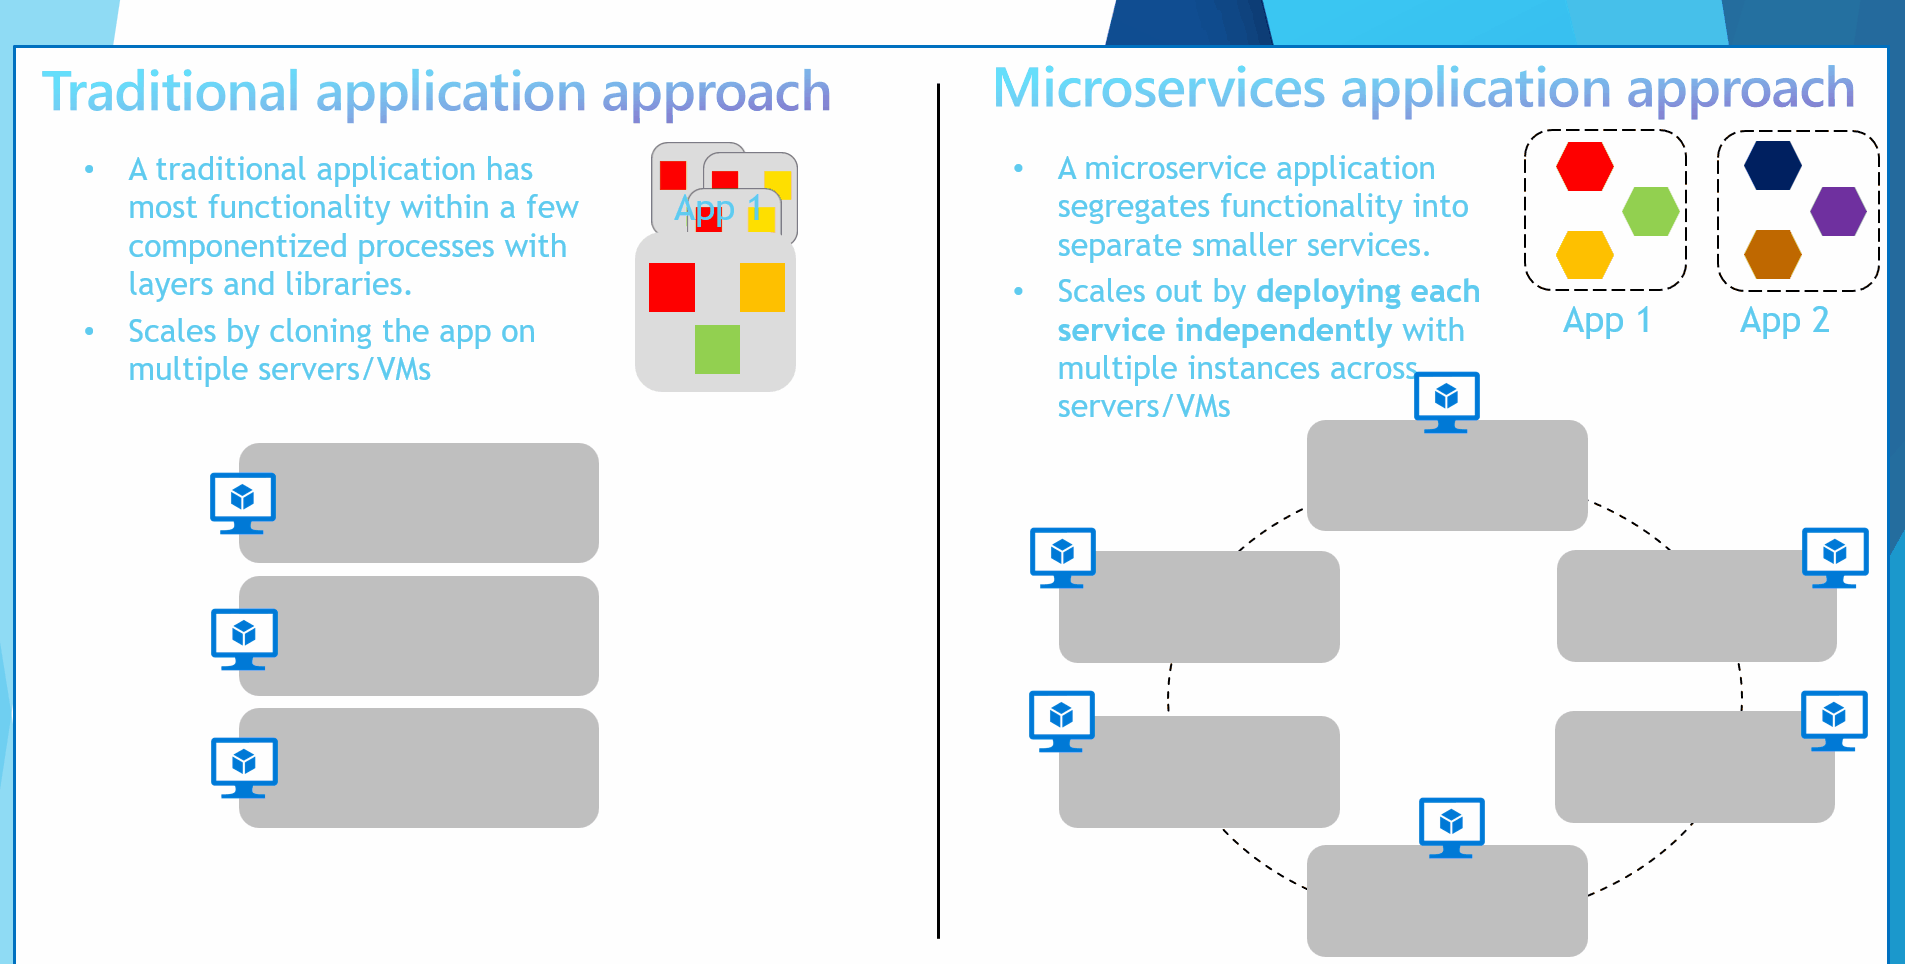 Traditional application approach
• A traditional application has
most functionality within a few
componentized processes with
layers and libraries.
• Scales by cloning the app on
multiple servers/VMs
App 1
Microservices application approach
• A microservice application
segregates functionality into
separate smaller services.
• Scales out by deploying each
service independently with
multiple instances across
servers/VMs
App 1
App 2